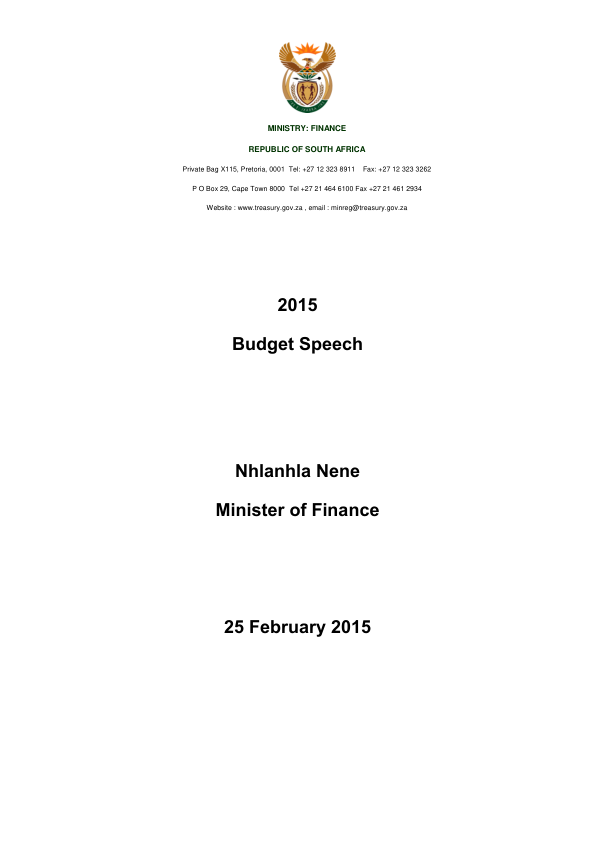 MINISTRY: FINANCE
REPUBLIC OF SOUTH AFRICA
Private Bag X115, Pretoria, 0001 Tel: +27 12 323 8911 Fax: +27 12 323 3262
P O Box 29, Cape Town 8000 Tel +27 21 464 6100 Fax +27 21 461 2934
Website : www.treasury.gov.za , email : minreg@treasury.gov.za
2015
Budget Speech
Nhlanhla Nene
Minister of Finance
25 February 2015